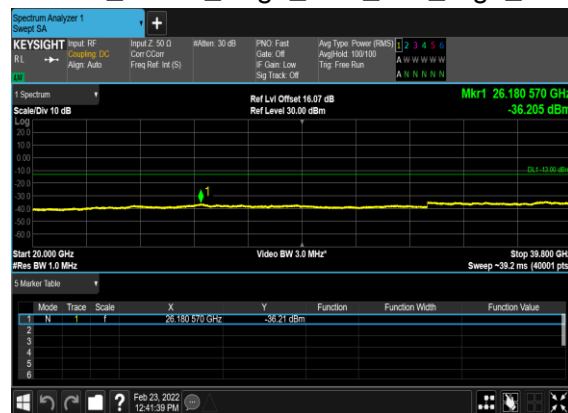 Spectrum Analyzer 1
Swept SA
KEYSIGHT Input: RF Input Z: 50 Ω #Atten: 30 dB PNO: Fast Avg Type: Power (RMS) 1 2 3 4 5 6
RL Coupling: DC Corr CCorr Gate: Off Avg|Hold: 100/100 A W W W W W
Align: Auto Freq Ref: Int (S) IF Gain: Low Trig: Free Run
LNI Sig Track: Off A N N N N N
1 Spectrum Ref Lvl Offset 16.07 dB Mkr1 26.180 570 GHz
Scale/Div 10 dB Ref Level 30.00 dBm -36.205 dBm
Log
20.0
10.0
0.00
-10.0 DL1 -13.00 dBm
-20.0
-30.0 1
-40.0
-50.0
-60.0
Start 20.000 GHz Video BW 3.0 MHz* Stop 39.800 GHz
#Res BW 1.0 MHz Sweep ~39.2 ms (40001 pts
5 Marker Table
Mode Trace Scale X Y Function Function Width Function Value
1 N 1 f 26.180 570 GHz -36.21 dBm
2
3
4
5
6
? Feb 23, 2022
12:41:39 PM